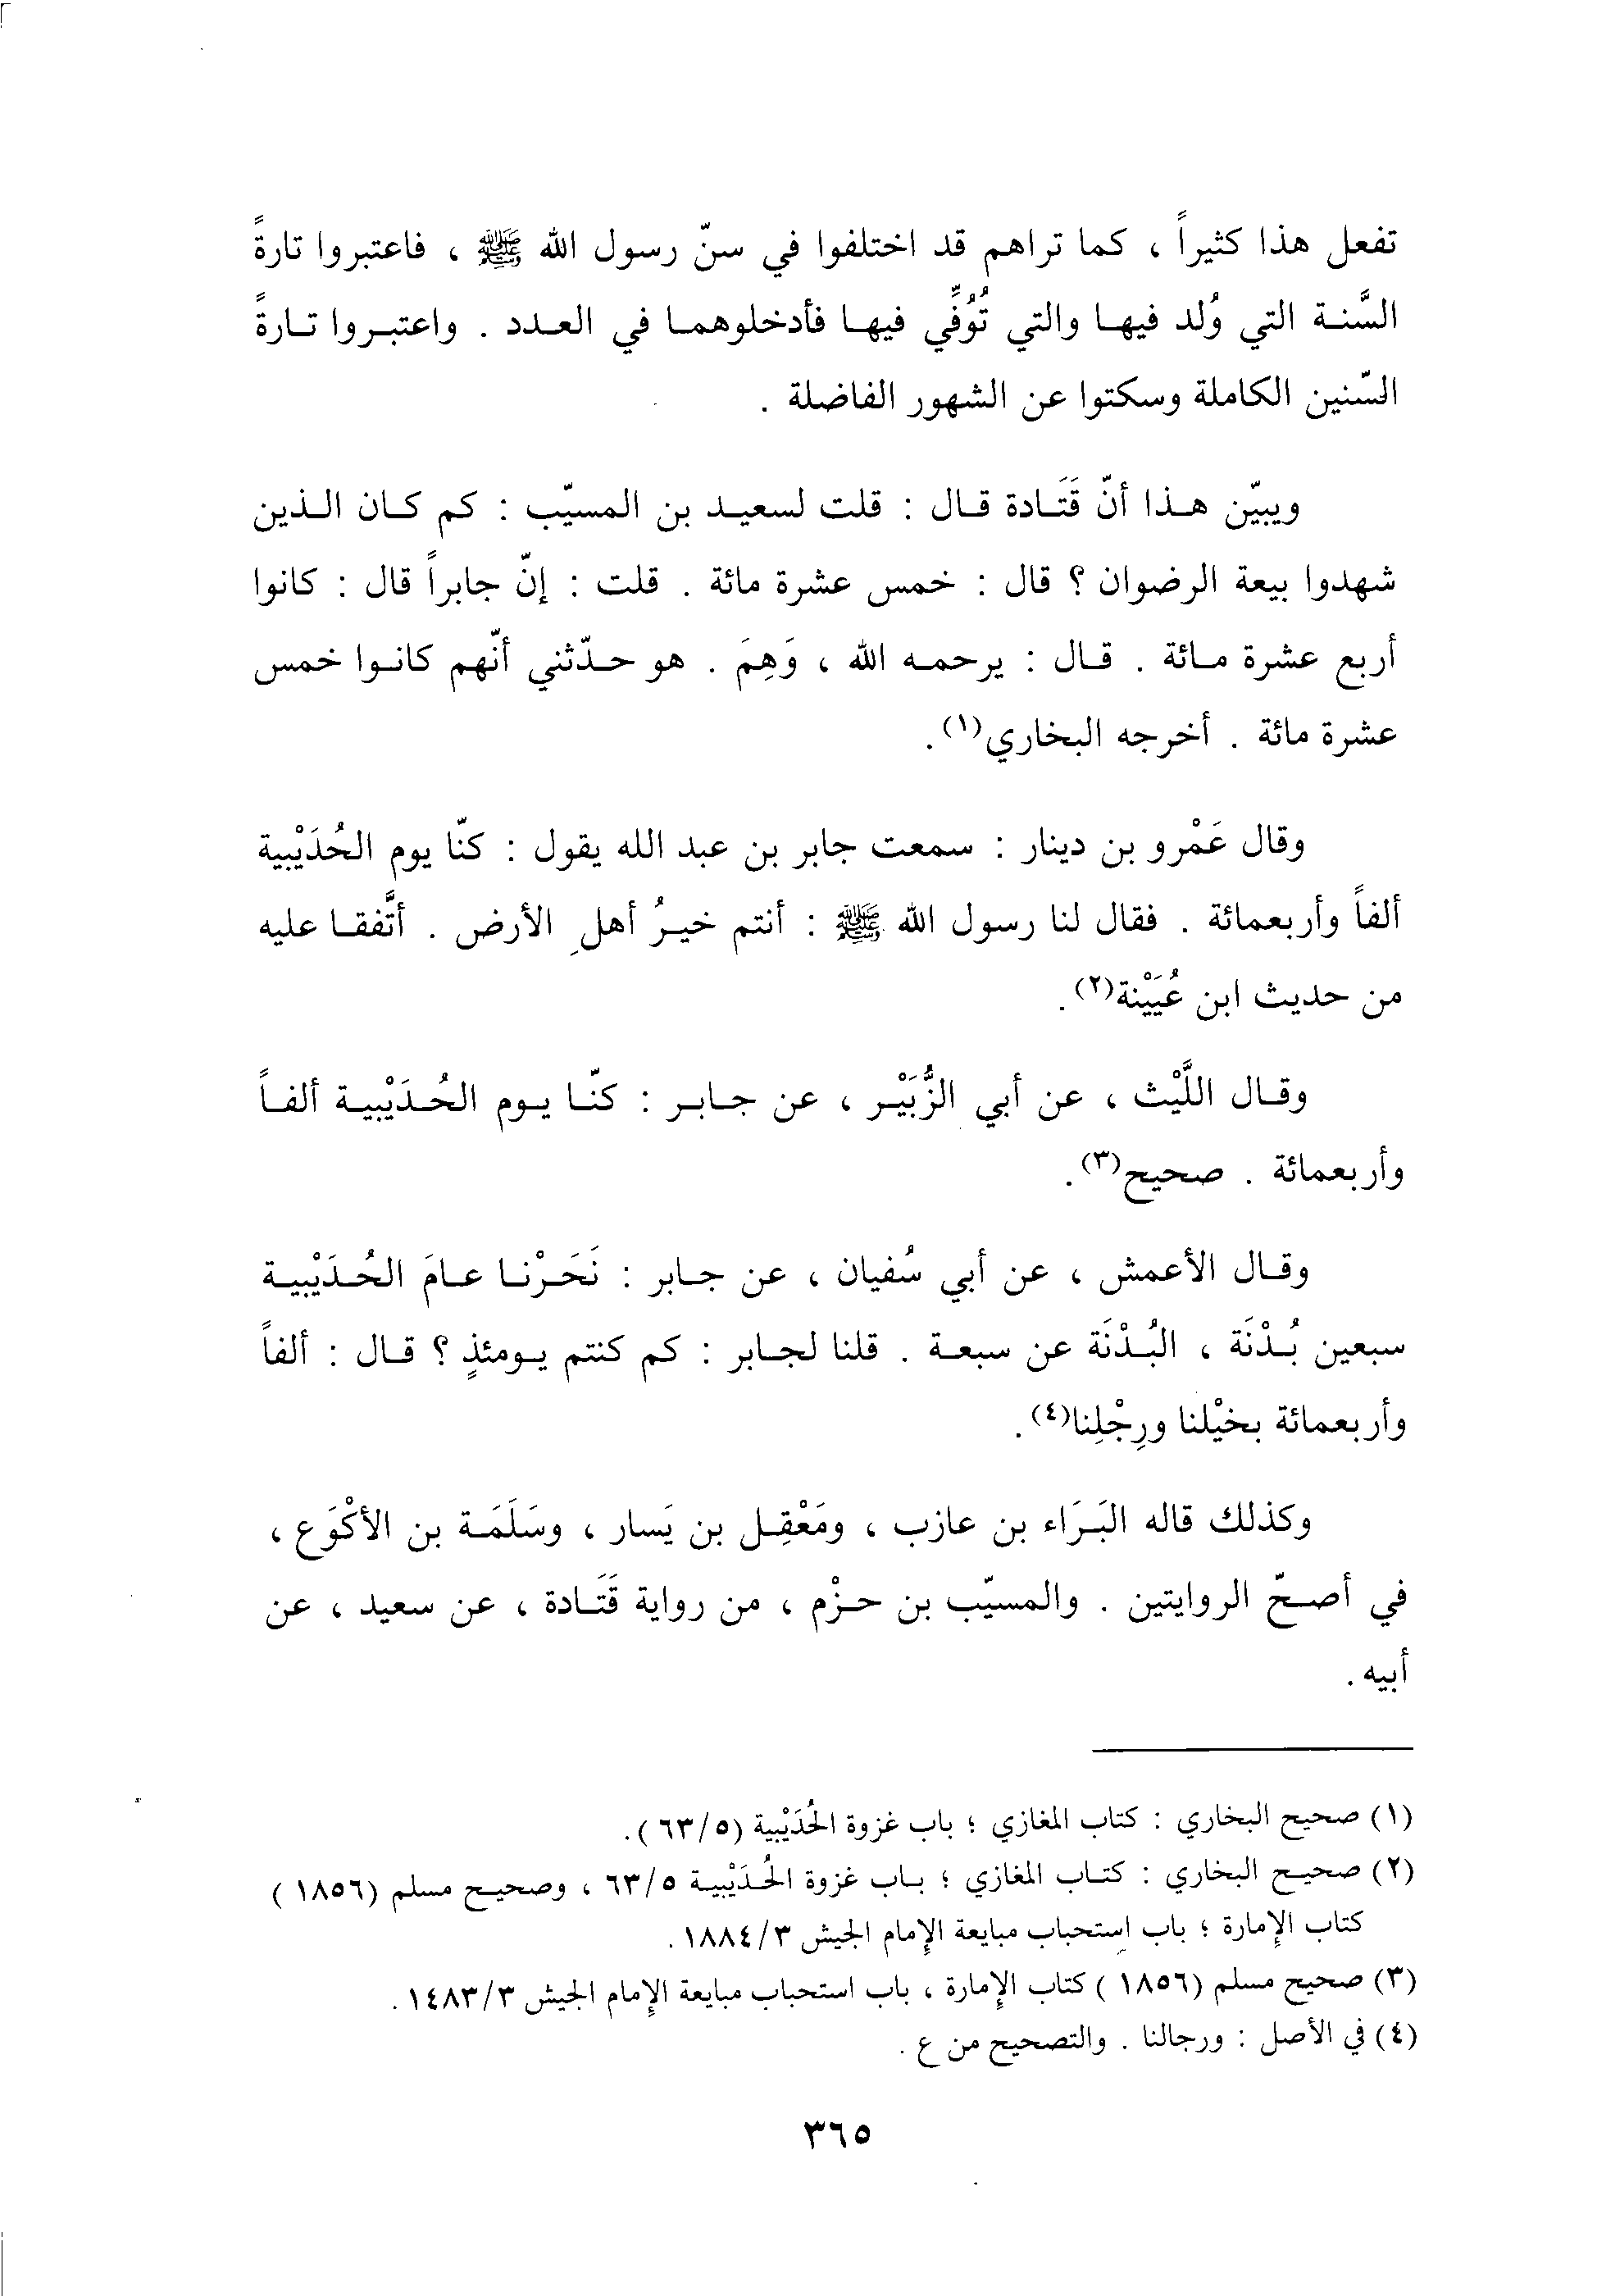 تفعل هذا كثيراً ، كما تراهم قد اختلفوا في سنّ رسول الله ﷺ ، فاعتبروا تارةً
السَّنة التي وُلد فيها والتي تُوُفِّي فيها فأدخلوهما في العدد . واعتبروا تارةً
السّنين الكاملة وسكتوا عن الشهور الفاضلة .
ويبيّن هذا أنّ قَتَادة قال : قلت لسعيد بن المسيّب : كم كان الذين
شهدوا بيعة الرضوان ؟ قال : خمس عشرة مائة . قلت : إنّ جابراً قال : كانوا
أربع عشرة مائة . قال : يرحمه الله ، وَهِمَ . هو حدّثني أنّهم كانوا خمس
عشرة مائة . أخرجه البخاري(١) .
وقال عَمْرو بن دينار : سمعت جابر بن عبد الله يقول : كنّا يوم الحُدَيْبية
ألفاً وأربعمائة . فقال لنا رسول الله ﷺ : أنتم خيرُ أهلِ الأرض . أتَّفقا عليه
من حديث ابن عُيَيْنة(٢) .
وقال اللَّيْث ، عن أبي الزُّبَيْر ، عن جابر : كنّا يوم الحُدَيْبية ألفاً
وأربعمائة . صحيح(٣) .
وقال الأعمش ، عن أبي سُفيان ، عن جابر : نَحَرْنا عامَ الحُدَيْبية
سبعين بُدْنَة ، البُدْنَة عن سبعة . قلنا لجابر : كم كنتم يومئذٍ ؟ قال : ألفاً
وأربعمائة بخيْلنا ورِجْلِنا(٤) .
وكذلك قاله البَرَاء بن عازب ، ومَعْقِل بن يَسار ، وسَلَمَة بن الأكْوَع ،
في أصحّ الروايتين . والمسيّب بن حزْم ، من رواية قَتَادة ، عن سعيد ، عن
أبيه .
(١) صحيح البخاري : كتاب المغازي ؛ باب غزوة الحُدَيْبية (٦٣/٥) .
(٢) صحيح البخاري : كتاب المغازي ؛ باب غزوة الحُدَيْبية ٦٣/٥ ، وصحيح مسلم (١٨٥٦ )
كتاب الإمارة ؛ باب إستحباب مبايعة الإمام الجيش ١٨٨٤/٣ .
(٣) صحيح مسلم (١٨٥٦ ) كتاب الإمارة ، باب استحباب مبايعة الإمام الجيش ١٤٨٣/٣ .
(٤) في الأصل : ورجالنا . والتصحيح من ع .
٣٦٥